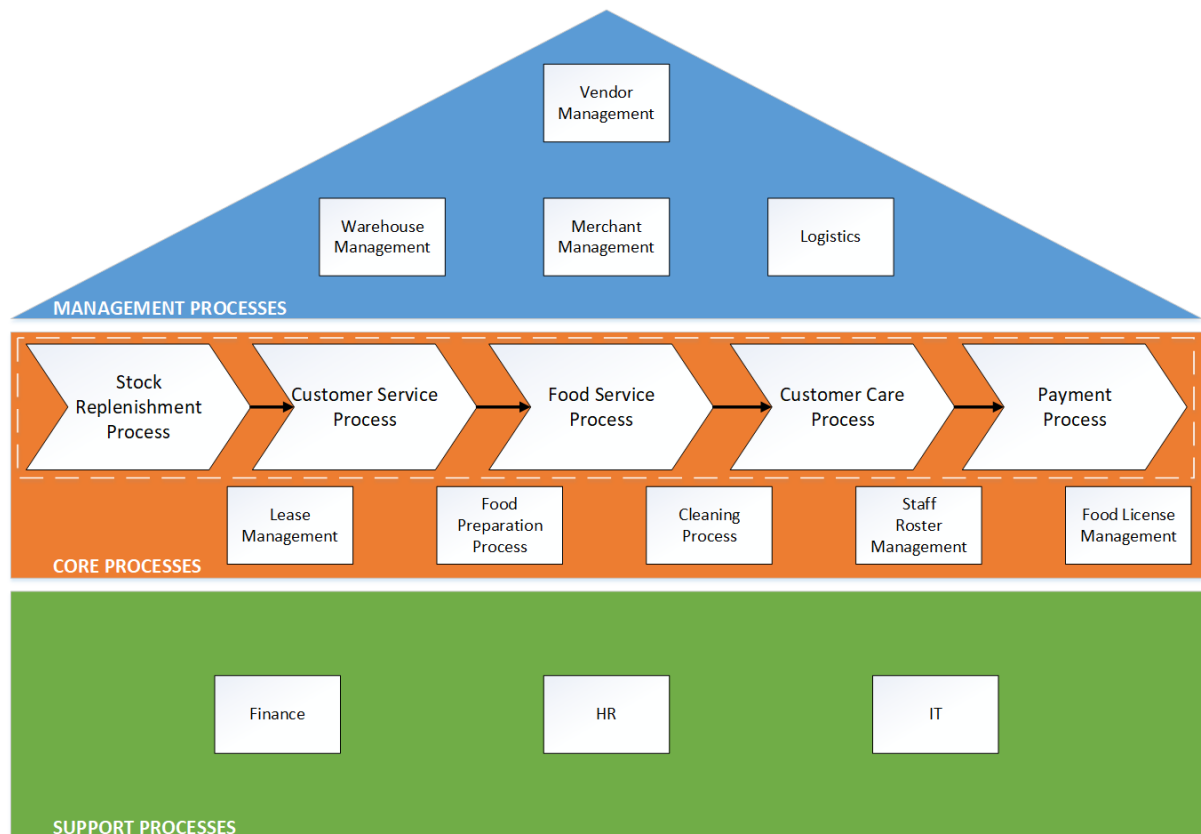 Vendor
Management
Warehouse
Management
Merchant
Management
Logistics
MANAGEMENT PROCESSES
Stock
Replenishment
Process
Customer Service
Process
Food Service
Process
Customer Care
Process
Payment
Process
Lease
Management
Food
Preparation
Process
Cleaning
Process
Staff
Roster
Management
Food License
Management
CORE PROCESSES
Finance
HR
IT
SUPPORT PROCESSES